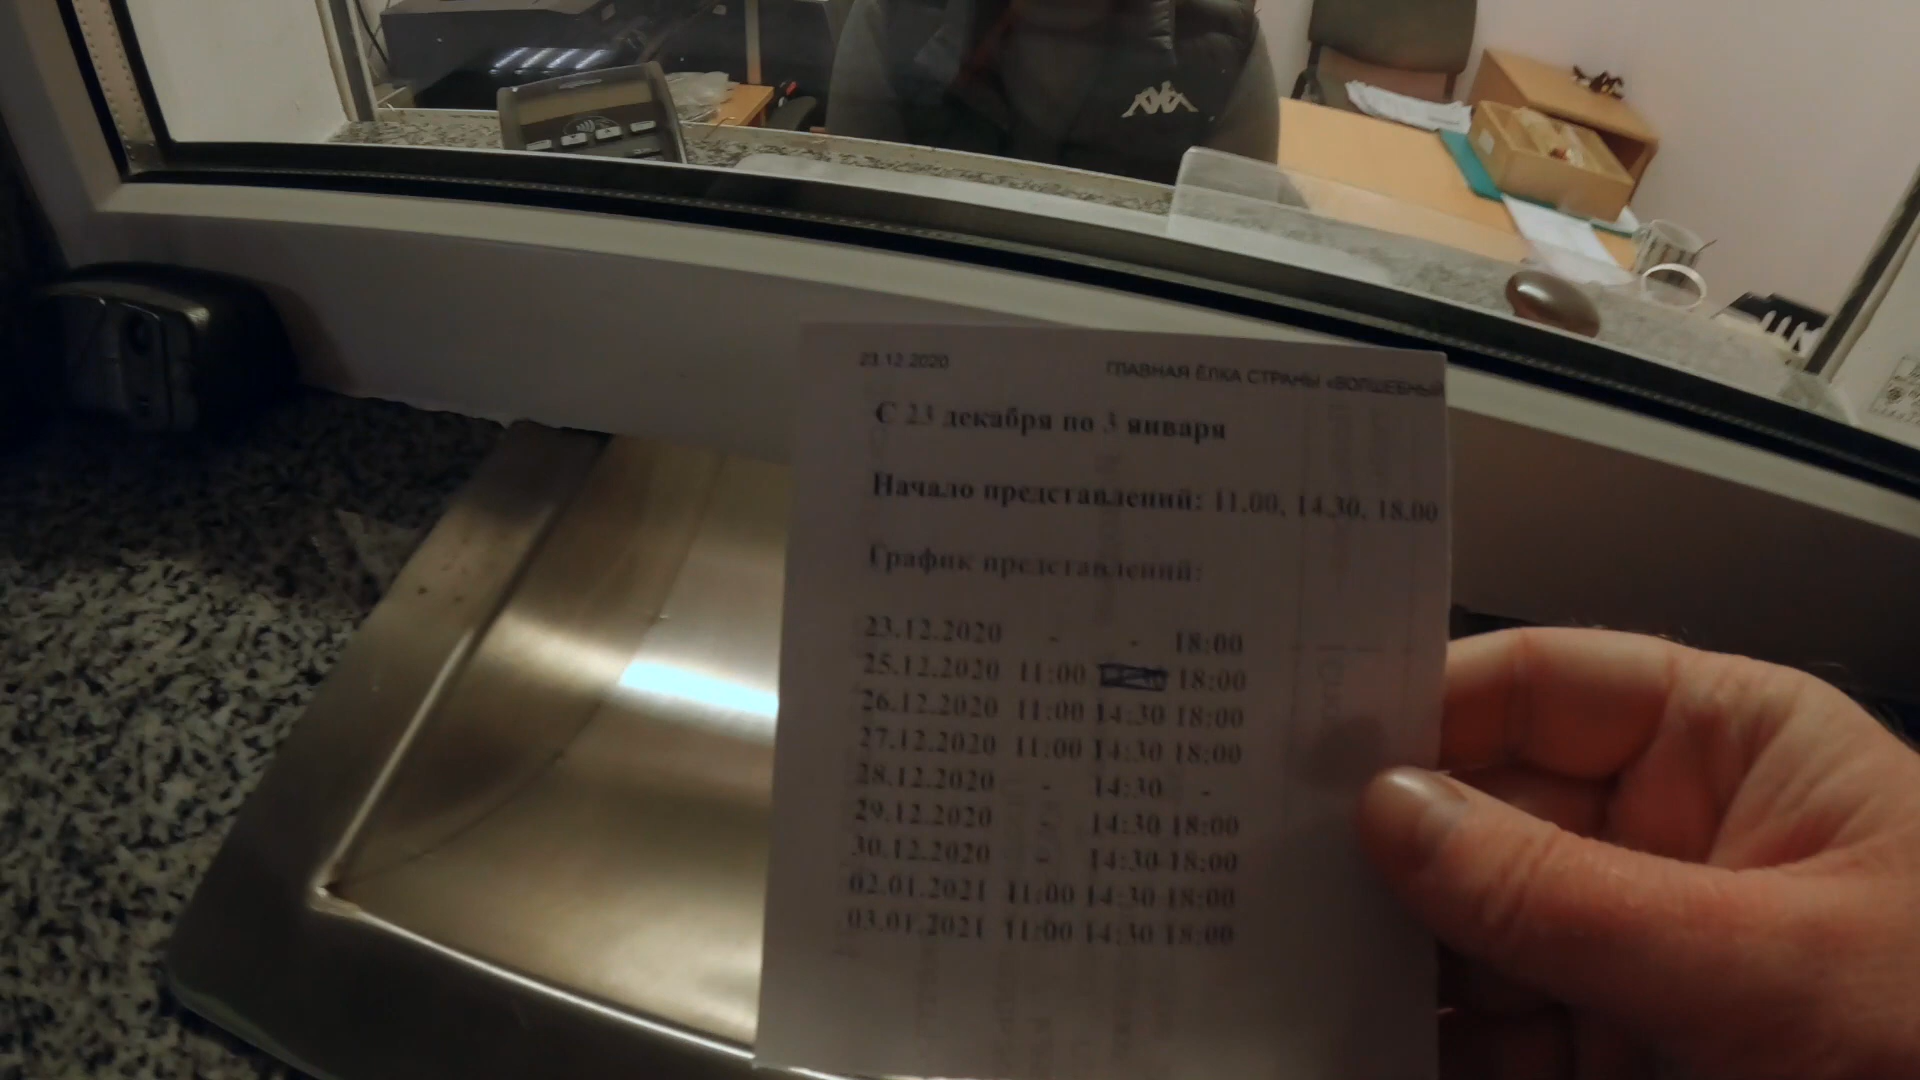 23.12.2020 ГЛАВНАЯ ЁЛКА СТРАНЫ «ВОЛШЕБНЫЙ
С 23 декабря по 3 января
Начало представлений: 11.00, 14.30, 18.00
График представлений:
23.12.2020 - - 18:00
25.12.2020 11:00 18:00
26.12.2020 11:00 14:30 18:00
27.12.2020 11:00 14:30 18:00
28.12.2020 - 14:30 -
29.12.2020 - 14:30 18:00
30.12.2020 - 14:30 18:00
02.01.2021 11:00 14:30 18:00
03.01.2021 11:00 14:30 18:00